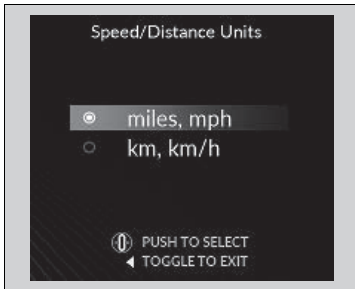 Speed/Distance Units
miles, mph
km, km/h
PUSH TO SELECT
TOGGLE TO EXIT